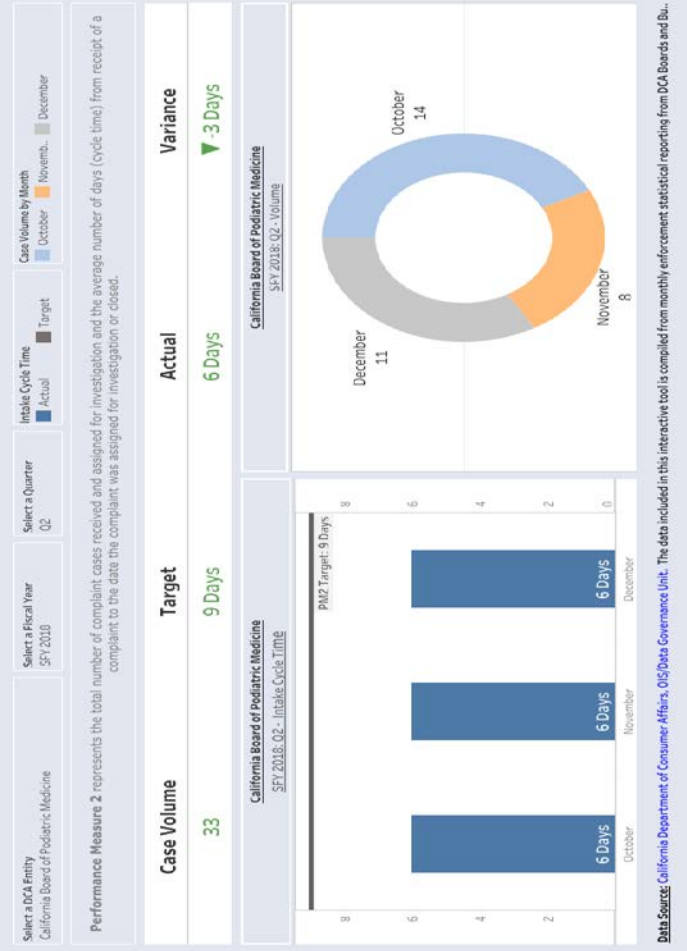 Select a DCA Entity
California Board of Podiatric Medicine
Select a Fiscal Year
SFY 2018
Select a Quarter
Q2
Intake Cycle Time
Actual
Target
Case Volume by Month
October
Novemb..
December
Performance Measure 2 represents the total number of complaint cases received and assigned for investigation and the average number of days (cycle time) from receipt of a
complaint to the date the complaint was assigned for investigation or closed.
Case Volume
Target
Actual
Variance
33
9 Days
6 Days
▼ -3 Days
California Board of Podiatric Medicine
SFY 2018: Q2 - Intake Cycle Time
PM2 Target: 9 Days
8
6
4
2
8
6
4
2
0
6 Days
6 Days
6 Days
October
November
December
California Board of Podiatric Medicine
SFY 2018: Q2 - Volume
December
11
October
14
November
8
Data Source: California Department of Consumer Affairs, OIS/Data Governance Unit. The data included in this interactive tool is compiled from monthly enforcement statistical reporting from DCA Boards and Bu..